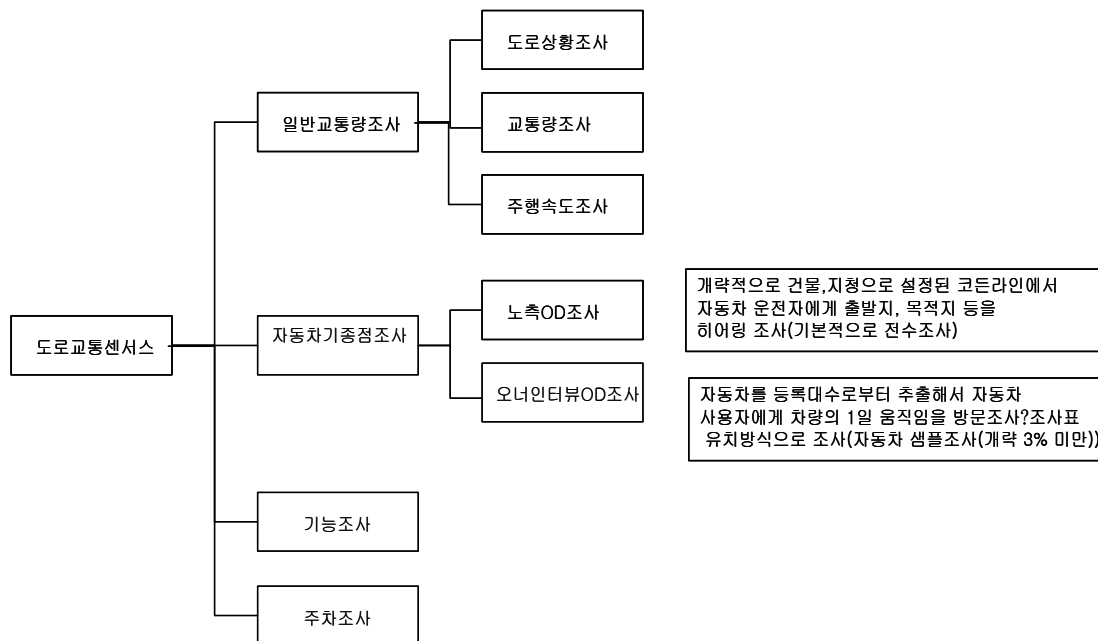 도로상황조사
일반교통량조사
교통량조사
주행속도조사
도로교통센서스
자동차기종점조사
노측OD조사
개략적으로 건물,지청으로 설정된 코든라인에서
자동차 운전자에게 출발지, 목적지 등을
히어링 조사(기본적으로 전수조사)
오너인터뷰OD조사
자동차를 등록대수로부터 추출해서 자동차
사용자에게 차량의 1일 움직임을 방문조사?조사표
유치방식으로 조사(자동차 샘플조사(개략 3% 미만))
기능조사
주차조사